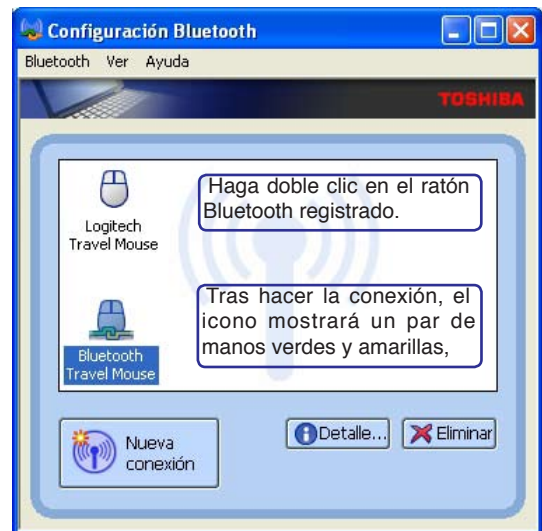 Configuración Bluetooth
Bluetooth Ver Ayuda
TOSHIBA
Logitech
Travel Mouse
Haga doble clic en el ratón
Bluetooth registrado.
Bluetooth
Travel Mouse
Tras hacer la conexión, el
icono mostrará un par de
manos verdes y amarillas,
Nueva
conexión
Detalle...
Eliminar